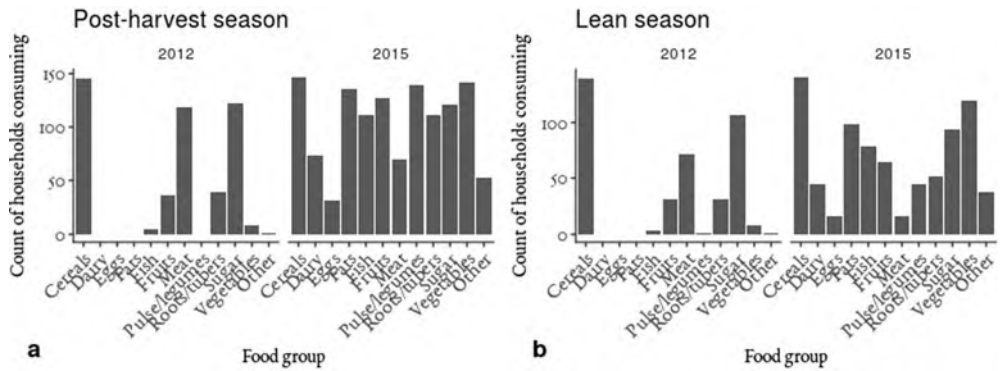 Post-harvest season
2012
2015
Count of households consuming
150
100
50
0
Cereals
Dairy
Eggs
Fats
Fish
Fruits
Meat
Pulse/legumes
Roots/tubers
Sugar
Vegetables
Other
Cereals
Dairy
Eggs
Fats
Fish
Fruits
Meat
Pulse/legumes
Roots/tubers
Sugar
Vegetables
Other
a
Food group
Lean season
2012
2015
Count of households consuming
100
50
0
Cereals
Dairy
Eggs
Fats
Fish
Fruits
Meat
Pulse/legumes
Roots/tubers
Sugar
Vegetables
Other
Cereals
Dairy
Eggs
Fats
Fish
Fruits
Meat
Pulse/legumes
Roots/tubers
Sugar
Vegetables
Other
b
Food group